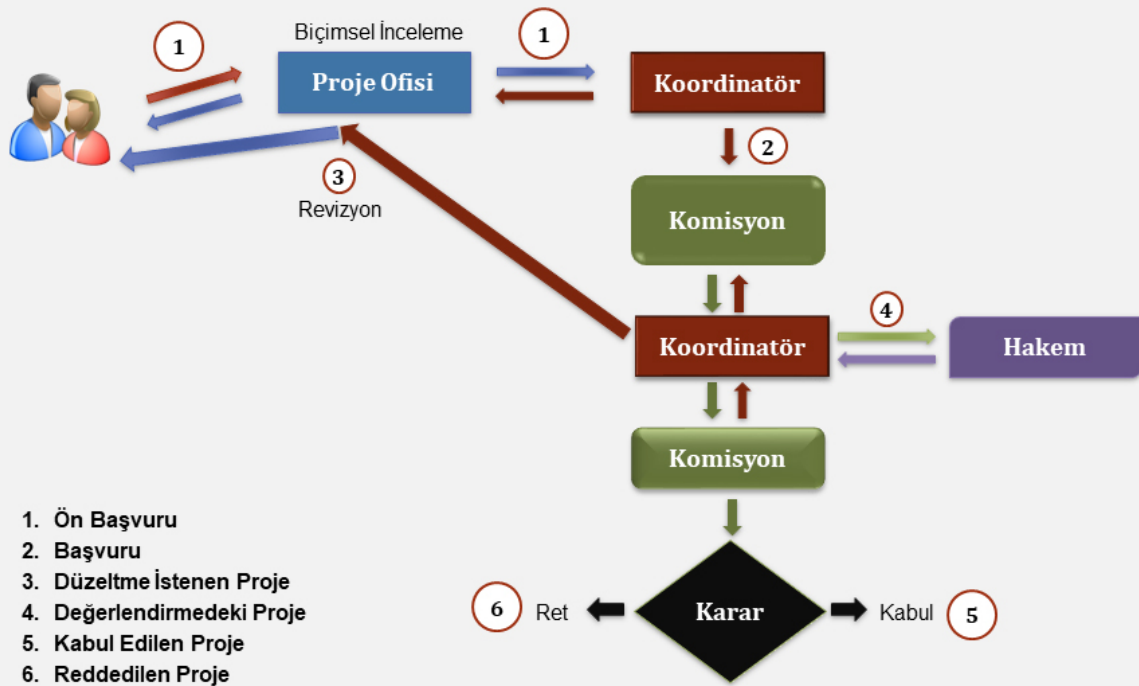 1
Biçimsel İnceleme
Proje Ofisi
1
Koordinatör
2
Komisyon
3
Revizyon
Koordinatör
4
Hakem
Komisyon
1. Ön Başvuru
2. Başvuru
3. Düzeltme İstenen Proje
4. Değerlendirmedeki Proje
5. Kabul Edilen Proje
6. Reddedilen Proje
6
Ret
Karar
Kabul
5